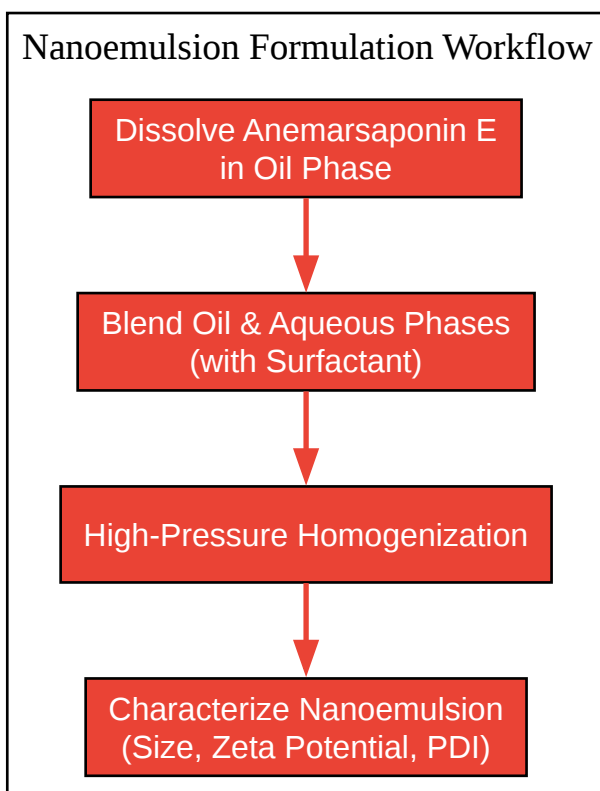 Nanoemulsion Formulation Workflow
Dissolve Anemarsaponin E
in Oil Phase
Blend Oil & Aqueous Phases
(with Surfactant)
High-Pressure Homogenization
Characterize Nanoemulsion
(Size, Zeta Potential, PDI)